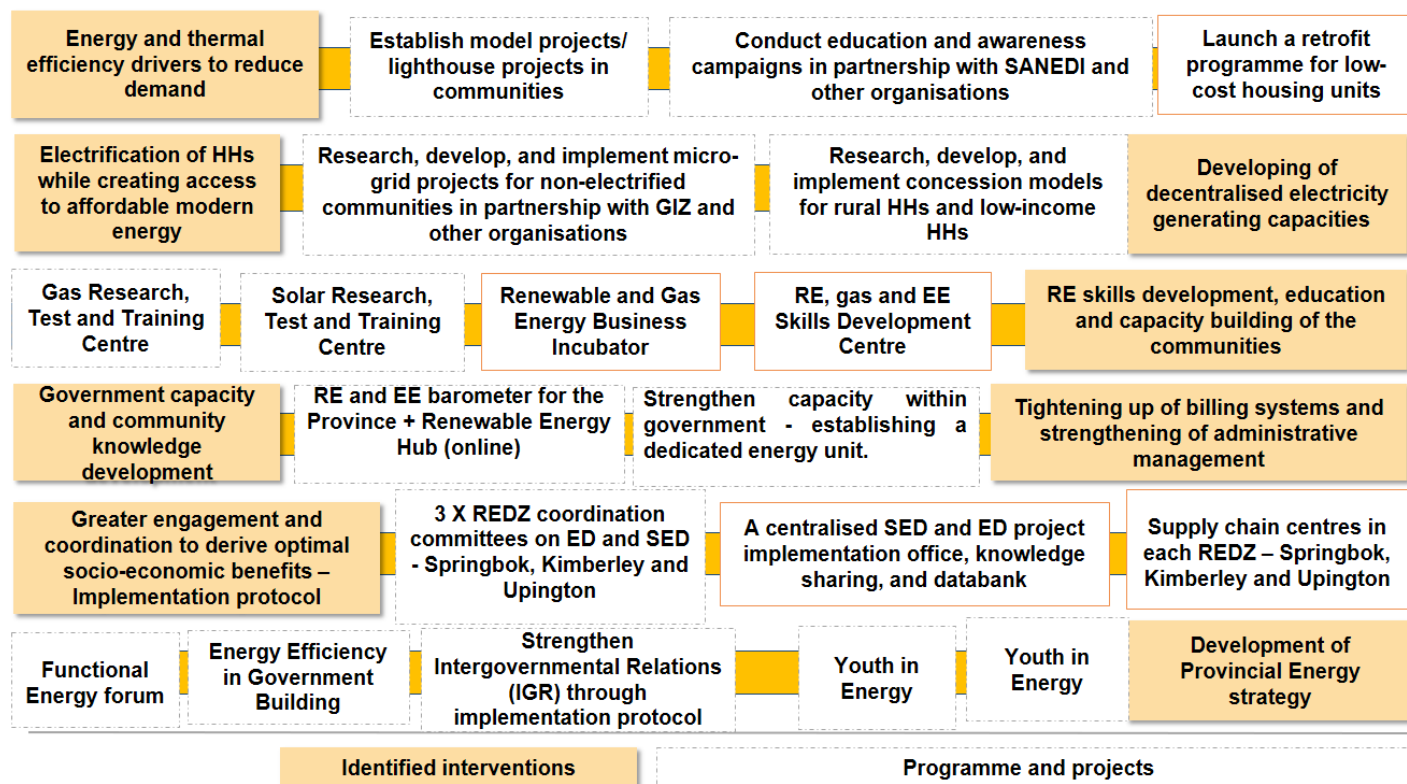 Energy and thermal
efficiency drivers to reduce
demand
Establish model projects/
lighthouse projects in
communities
Conduct education and awareness
campaigns in partnership with SANEDI and
other organisations
Launch a retrofit
programme for low-
cost housing units
Electrification of HHs
while creating access
to affordable modern
energy
Research, develop, and implement micro-
grid projects for non-electrified
communities in partnership with GIZ and
other organisations
Research, develop, and
implement concession models
for rural HHs and low-income
HHs
Developing of
decentralised electricity
generating capacities
Gas Research,
Test and Training
Centre
Solar Research,
Test and Training
Centre
Renewable and Gas
Energy Business
Incubator
RE, gas and EE
Skills Development
Centre
RE skills development, education
and capacity building of the
communities
Government capacity
and community
knowledge
development
RE and EE barometer for the
Province + Renewable Energy
Hub (online)
Strengthen capacity within
government - establishing a
dedicated energy unit.
Tightening up of billing systems and
strengthening of administrative
management
Greater engagement and
coordination to derive optimal
socio-economic benefits –
Implementation protocol
3 X REDZ coordination
committees on ED and SED
- Springbok, Kimberley and
Upington
A centralised SED and ED project
implementation office, knowledge
sharing, and databank
Supply chain centres in
each REDZ – Springbok,
Kimberley and Upington
Functional
Energy forum
Energy Efficiency
in Government
Building
Strengthen
Intergovernmental Relations
(IGR) through
implementation protocol
Youth in
Energy
Youth in
Energy
Development of
Provincial Energy
strategy
Identified interventions
Programme and projects